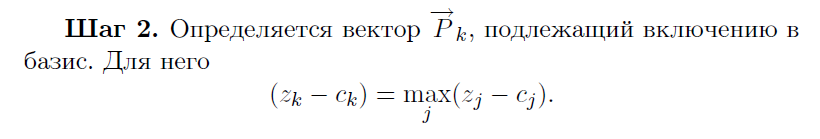 Шаг 2. Определяется вектор $\overrightarrow{P}_k$, подлежащий включению в
базис. Для него
$(z_k - c_k) = \max_j (z_j - c_j).$